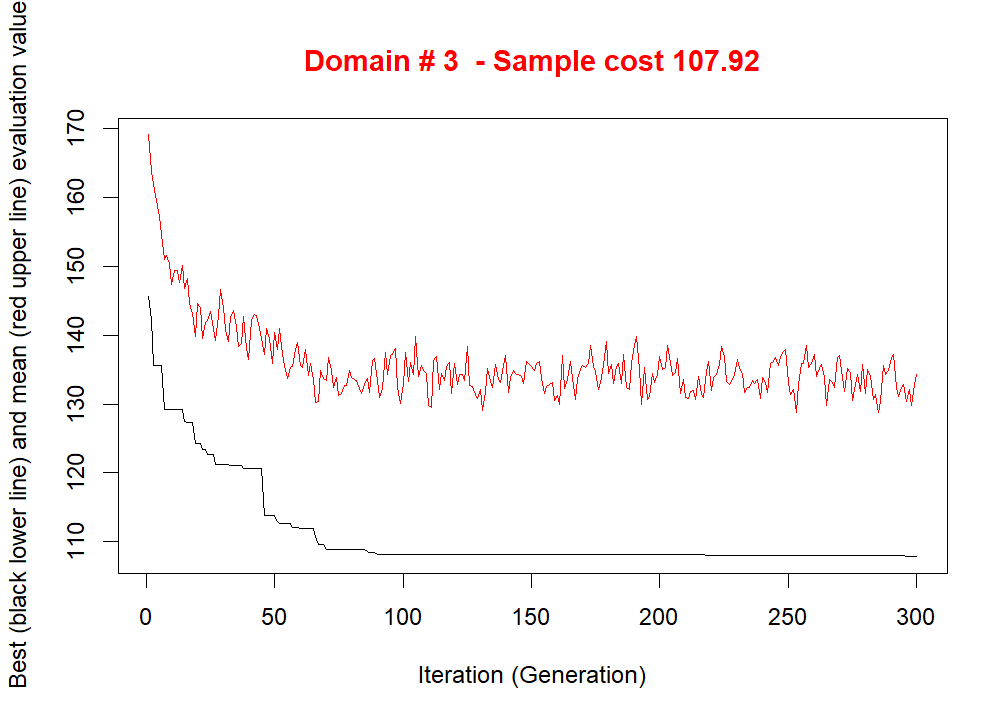 Domain # 3  - Sample cost 107.92
Best (black lower line) and mean (red upper line) evaluation value
170
160
150
140
130
120
110
0 50 100 150 200 250 300
Iteration (Generation)